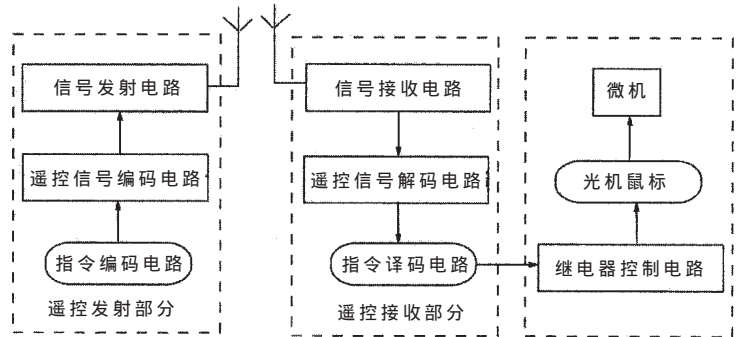 信号发射电路
遥控信号编码电路
指令编码电路
遥控发射部分
信号接收电路
遥控信号解码电路
指令译码电路
遥控接收部分
微机
光机鼠标
继电器控制电路